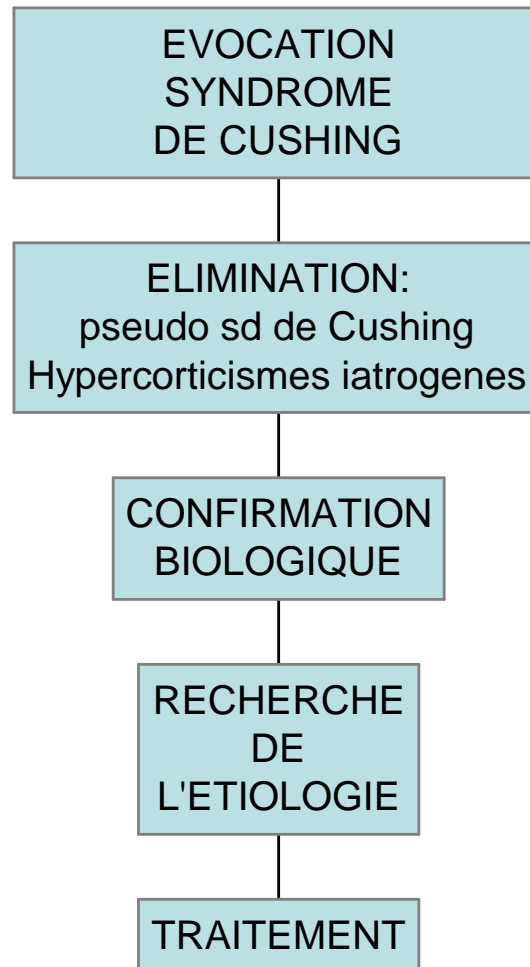 EVOCATION
SYNDROME
DE CUSHING
ELIMINATION:
pseudo sd de Cushing
Hypercorticismes iatrogenes
CONFIRMATION
BIOLOGIQUE
RECHERCHE
DE
L'ETIOLOGIE
TRAITEMENT